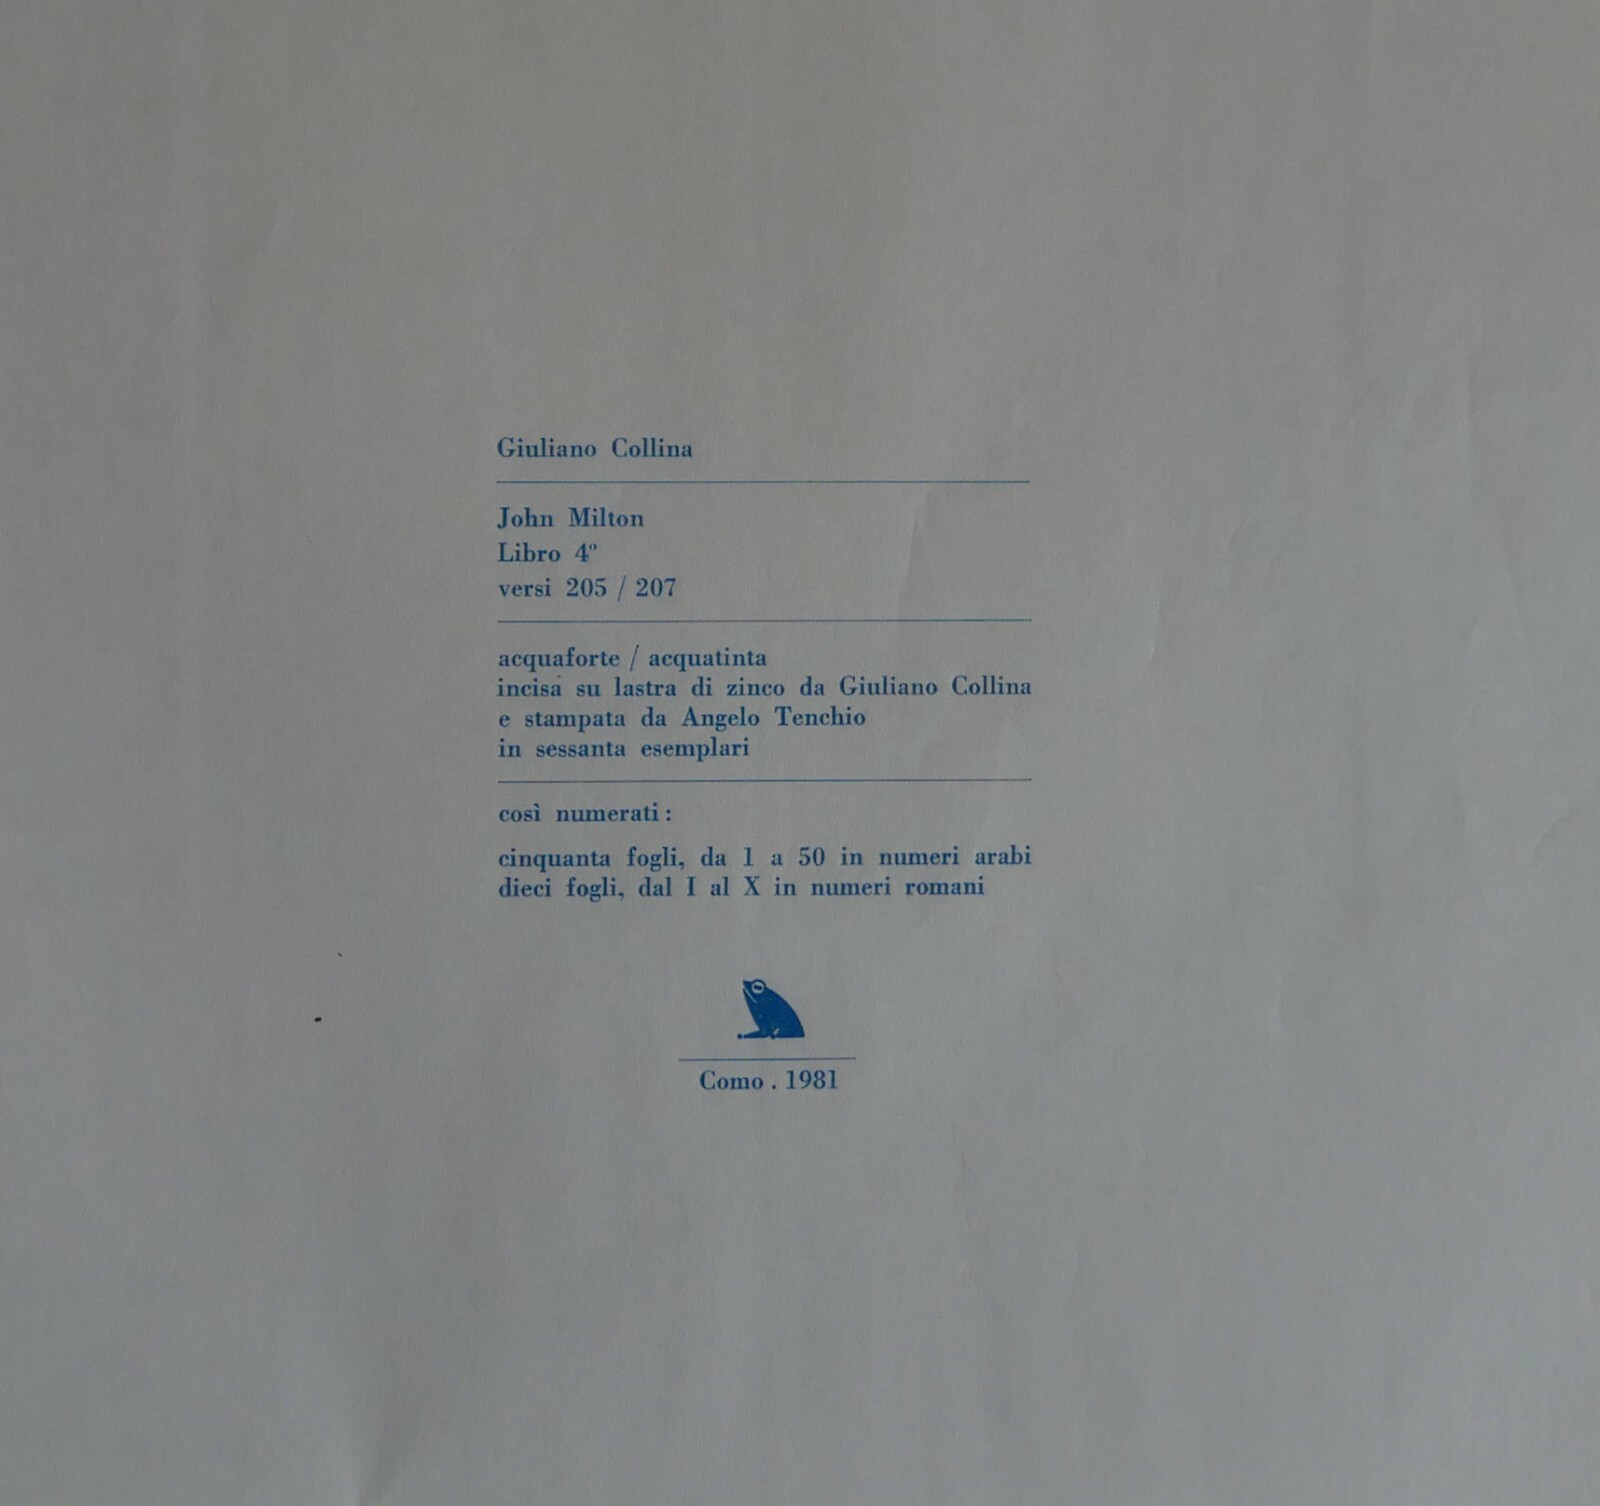 Giuliano Collina
John Milton
Libro 4º
versi 205 / 207
acquaforte / acquatinta
incisa su lastra di zinco da Giuliano Collina
e stampata da Angelo Tenchio
in sessanta esemplari
così numerati :
cinquanta fogli, da 1 a 50 in numeri arabi
dieci fogli, dal I al X in numeri romani
Como . 1981